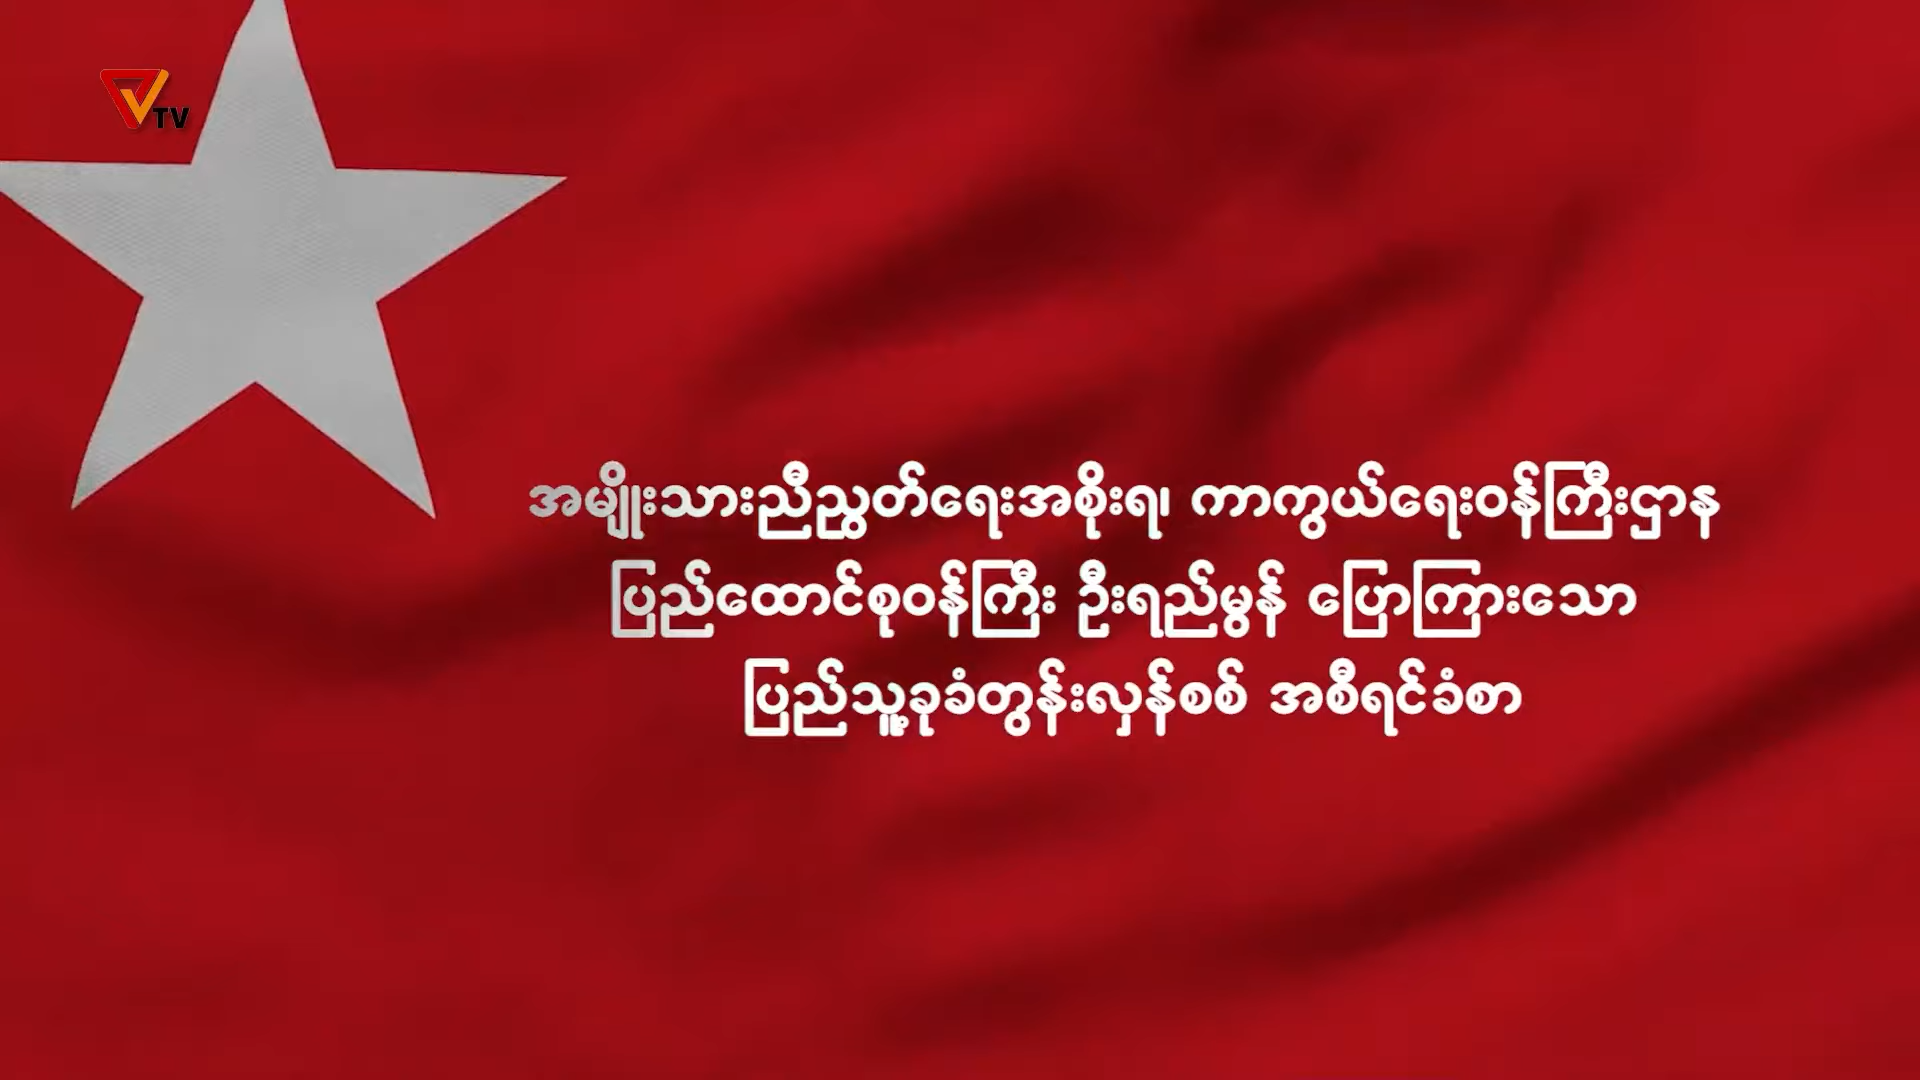 TV
အမျိုးသားညီညွတ်ရေးအစိုးရ၊ ကာကွယ်ရေးဝန်ကြီးဌာန
ပြည်ထောင်စုဝန်ကြီး ဦးရည်မွန် ပြောကြားသော
ပြည်သူ့ခုခံတွန်းလှန်စစ် အစီရင်ခံစာ